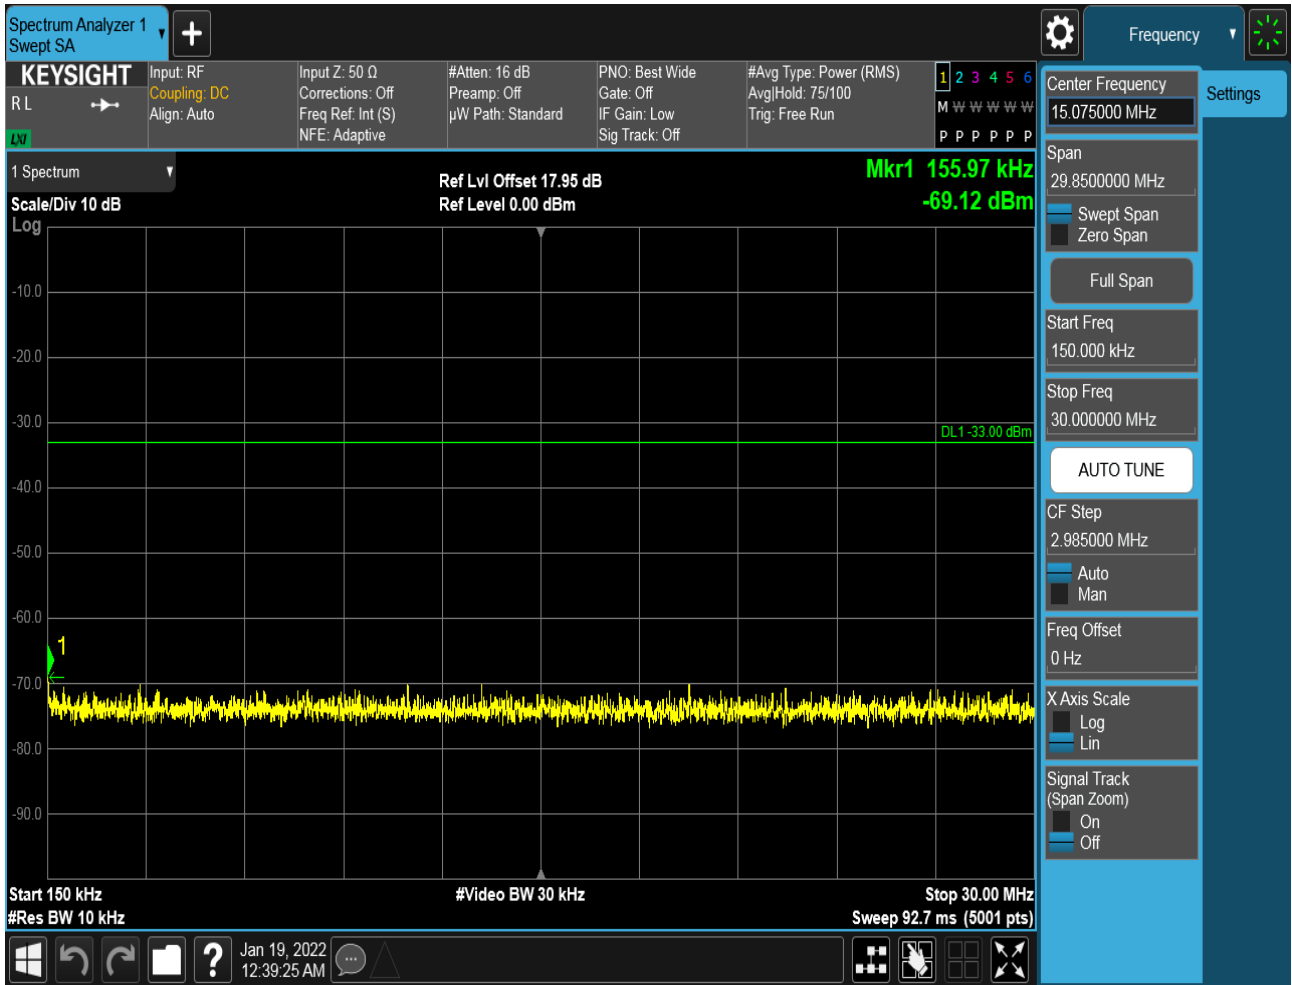 Spectrum Analyzer 1
Swept SA
Frequency
KEYSIGHT
R L
LXI
Input: RF
Coupling: DC
Align: Auto
Input Z: 50 Ω
Corrections: Off
Freq Ref: Int (S)
NFE: Adaptive
#Atten: 16 dB
Preamp: Off
µW Path: Standard
PNO: Best Wide
Gate: Off
IF Gain: Low
Sig Track: Off
#Avg Type: Power (RMS)
Avg|Hold: 75/100
Trig: Free Run
1 2 3 4 5 6
M W W W W W
P P P P P P
1 Spectrum
Scale/Div 10 dB
Log
Ref Lvl Offset 17.95 dB
Ref Level 0.00 dBm
Mkr1 155.97 kHz
-69.12 dBm
-10.0
-20.0
-30.0
DL1 -33.00 dBm
-40.0
-50.0
-60.0
1
-70.0
-80.0
-90.0
Start 150 kHz
#Video BW 30 kHz
Stop 30.00 MHz
#Res BW 10 kHz
Sweep 92.7 ms (5001 pts)
Center Frequency
15.075000 MHz
Settings
Span
29.8500000 MHz
Swept Span
Zero Span
Full Span
Start Freq
150.000 kHz
Stop Freq
30.000000 MHz
AUTO TUNE
CF Step
2.985000 MHz
Auto
Man
Freq Offset
0 Hz
X Axis Scale
Log
Lin
Signal Track
(Span Zoom)
On
Off
?
Jan 19, 2022
12:39:25 AM